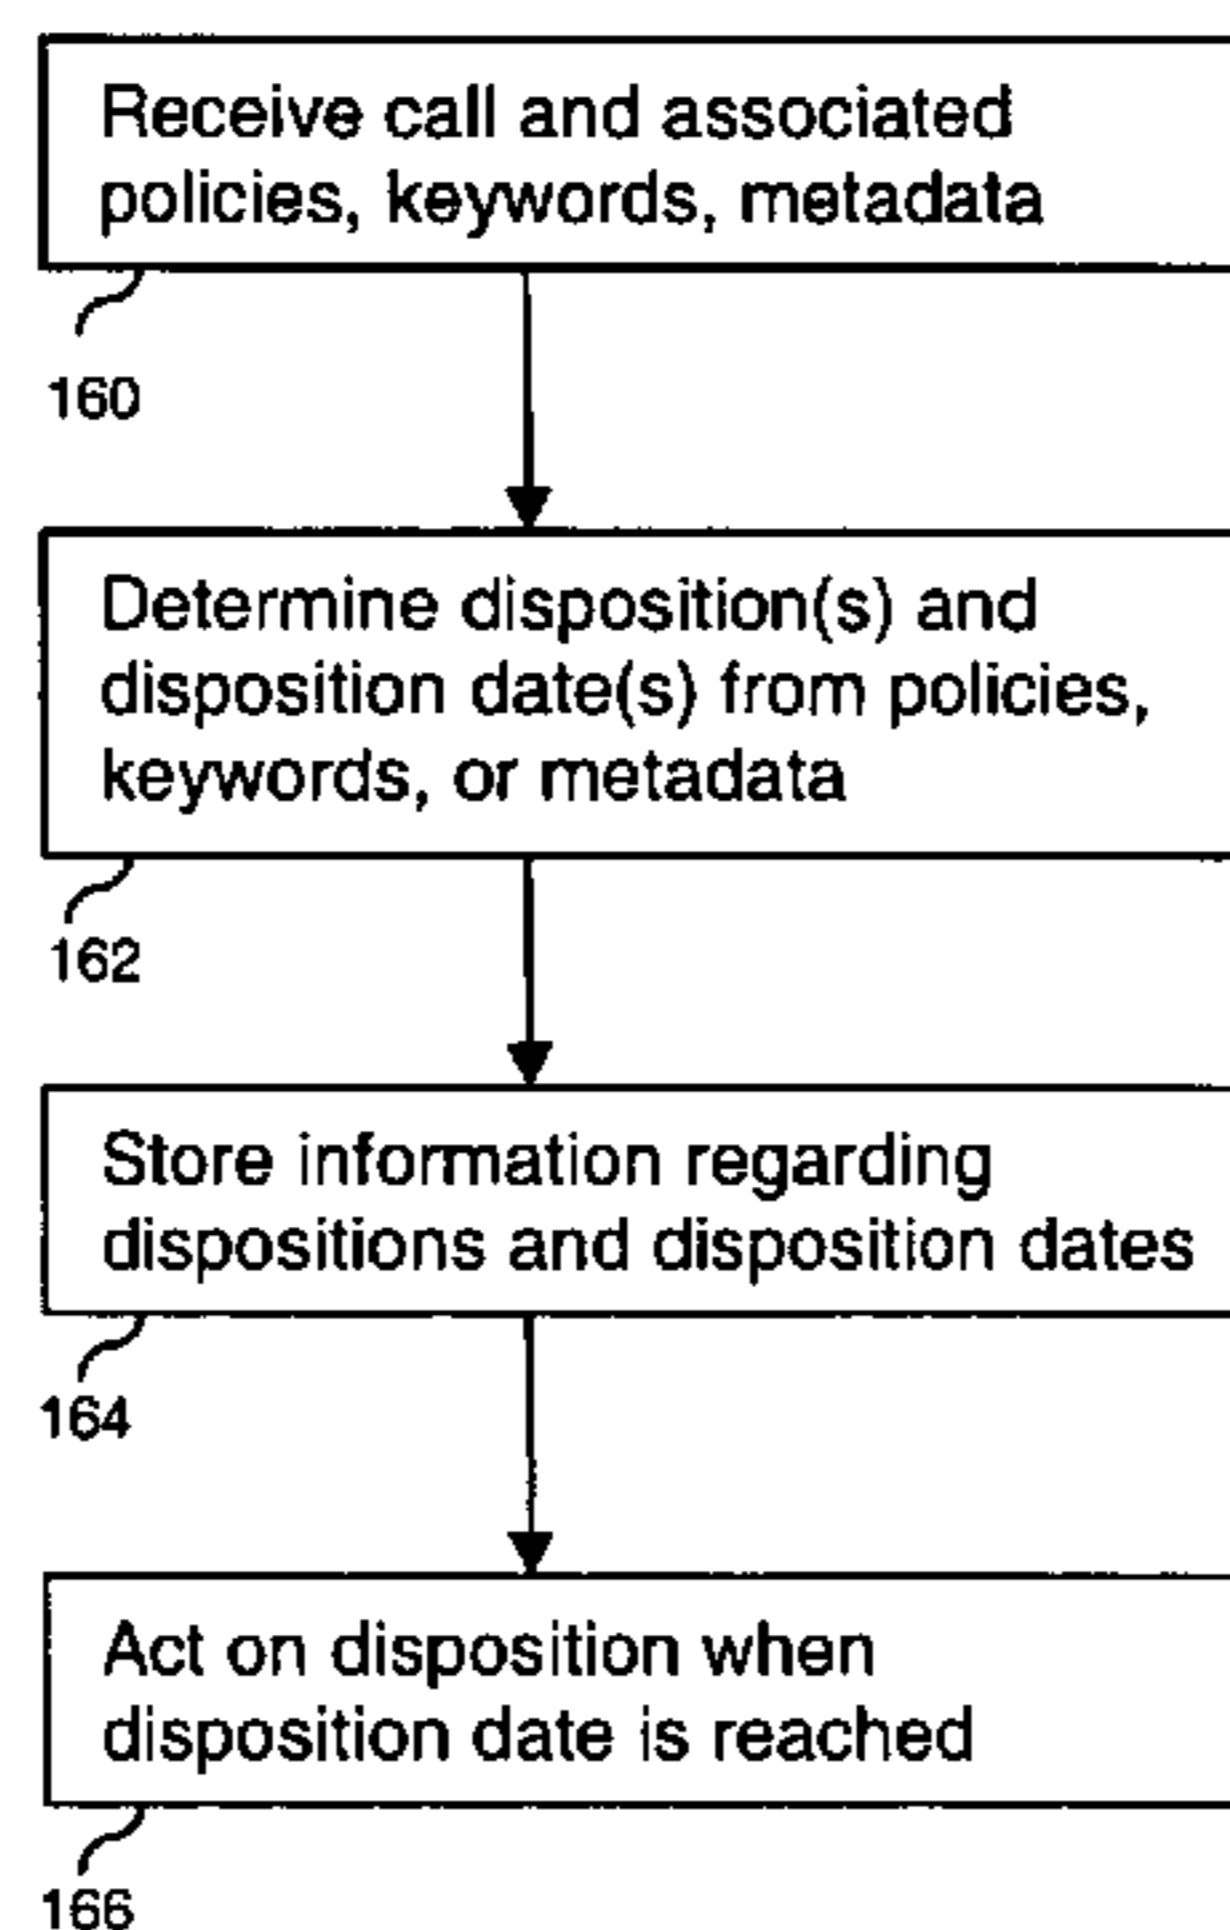 Receive call and associated
policies, keywords, metadata
160
Determine disposition(s) and
disposition date(s) from policies,
keywords, or metadata
162
Store information regarding
dispositions and disposition dates
164
Act on disposition when
disposition date is reached
166